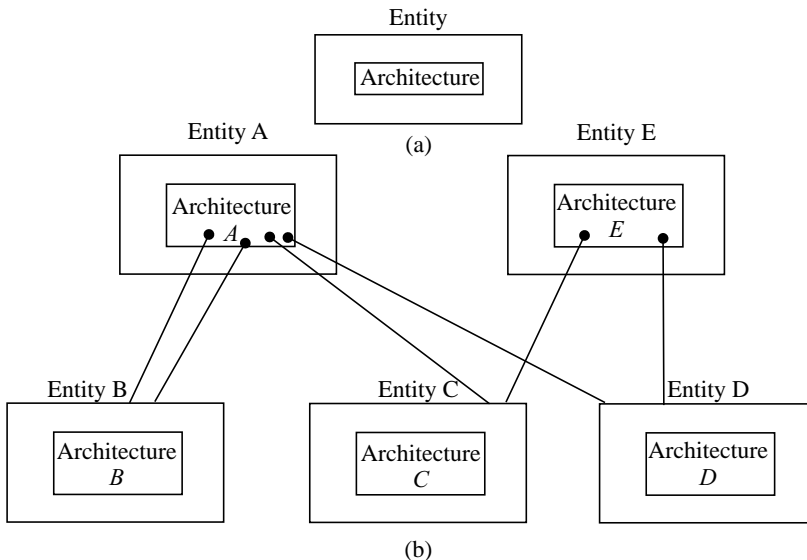 Entity
Architecture
(a)
Entity A
Entity E
Architecture
A
Architecture
E
Entity B
Entity C
Entity D
Architecture
B
Architecture
C
Architecture
D
(b)